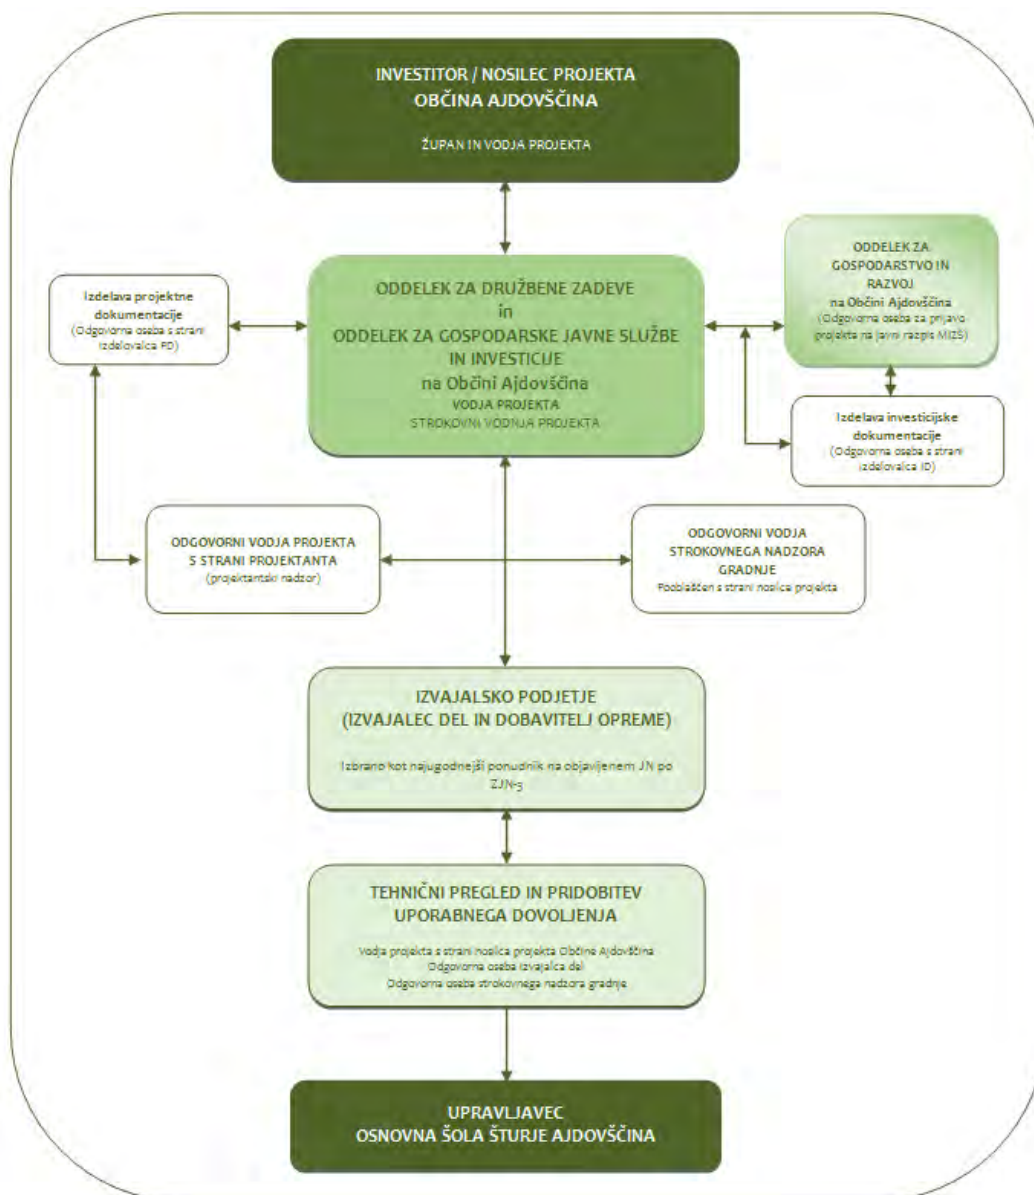 INVESTITOR / NOSILEC PROJEKTA
OBČINA AJDOVŠČINA
ŽUPAN IN VODJA PROJEKTA
ODDELEK ZA DRUŽBENE ZADEVE
in
ODDELEK ZA GOSPODARSKE JAVNE SLUŽBE
IN INVESTICIJE
na Občini Ajdovščina
VODJA PROJEKTA
STROKOVNI VODNJA PROJEKTA
ODDELEK ZA
GOSPODARSTVO IN
RAZVOJ
na Občini Ajdovščina
(Odgovorna oseba za prijavo
projekta na javni razpis MIZŠ)
Izdelava projektne
dokumentacije
(Odgovorna oseba s strani
izdelovalca PD)
Izdelava investicijske
dokumentacije
(Odgovorna oseba s strani
izdelovalca ID)
ODGOVORNI VODJA PROJEKTA
S STRANI PROJEKTANTA
(projektantski nadzor)
ODGOVORNI VODJA
STROKOVNEGA NADZORA
GRADNJE
Pooblaščen s strani nosilca projekta
IZVAJALSKO PODJETJE
(IZVAJALEC DEL IN DOBAVITELJ OPREME)
Izbrano kot najugodnejši ponudnik na objavljenem JN po
ZJN-3
TEHNIČNI PREGLED IN PRIDOBITEV
UPORABNEGA DOVOLJENJA
Vodja projekta s strani nosilca projekta Občine Ajdovščina
Odgovorna oseba izvajalca del
Odgovorna oseba strokovnega nadzora gradnje
UPRAVLJAVEC
OSNOVNA ŠOLA ŠTURJE AJDOVŠČINA